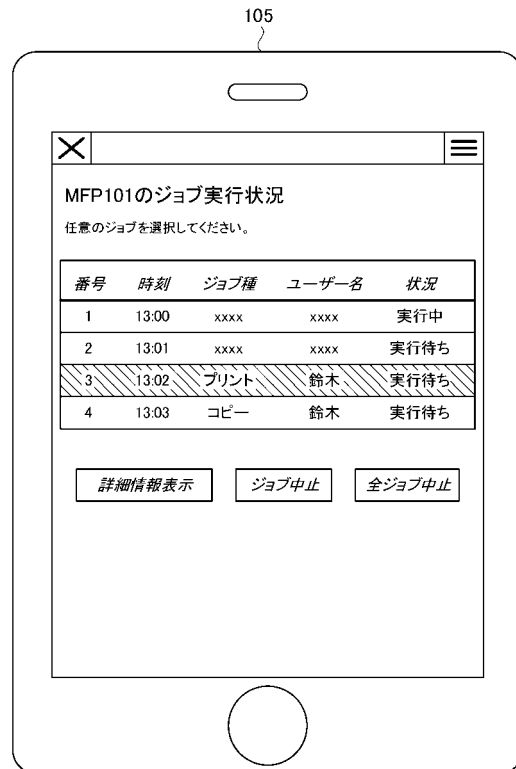 105
MFP101のジョブ実行状況
任意のジョブを選択してください。
番号 時刻 ジョブ種 ユーザー名 状況
1 13:00 xxxx xxxx 実行中
2 13:01 xxxx xxxx 実行待ち
3 13:02 プリント 鈴木 実行待ち
4 13:03 コピー 鈴木 実行待ち
詳細情報表示 ジョブ中止 全ジョブ中止